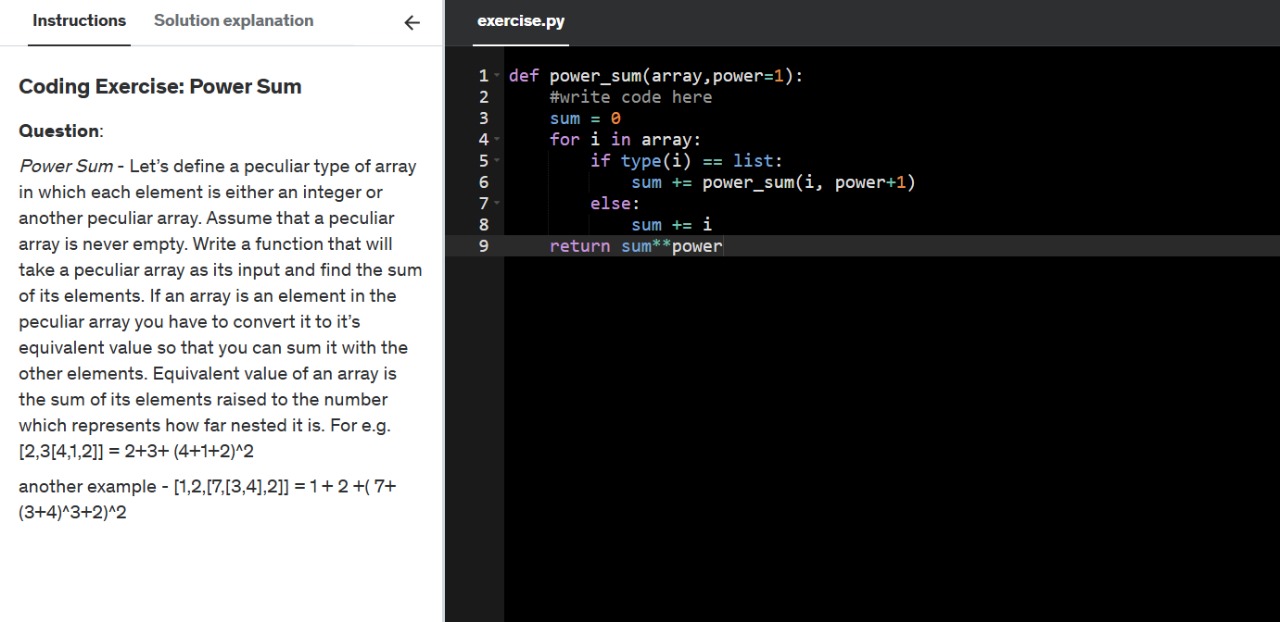 Instructions Solution explanation
Coding Exercise: Power Sum
Question:
Power Sum - Let's define a peculiar type of array
in which each element is either an integer or
another peculiar array. Assume that a peculiar
array is never empty. Write a function that will
take a peculiar array as its input and find the sum
of its elements. If an array is an element in the
peculiar array you have to convert it to it's
equivalent value so that you can sum it with the
other elements. Equivalent value of an array is
the sum of its elements raised to the number
which represents how far nested it is. For e.g.
[2,3[4,1,2]] = 2+3+ (4+1+2)^2
another example - [1,2,[7,[3,4],2]] = 1 + 2 +( 7+
(3+4)^3+2)^2
exercise.py
1 def power_sum(array,power=1):
2     #write code here
3     sum = 0
4     for i in array:
5         if type(i) == list:
6             sum += power_sum(i, power+1)
7         else:
8             sum += i
9     return sum**power